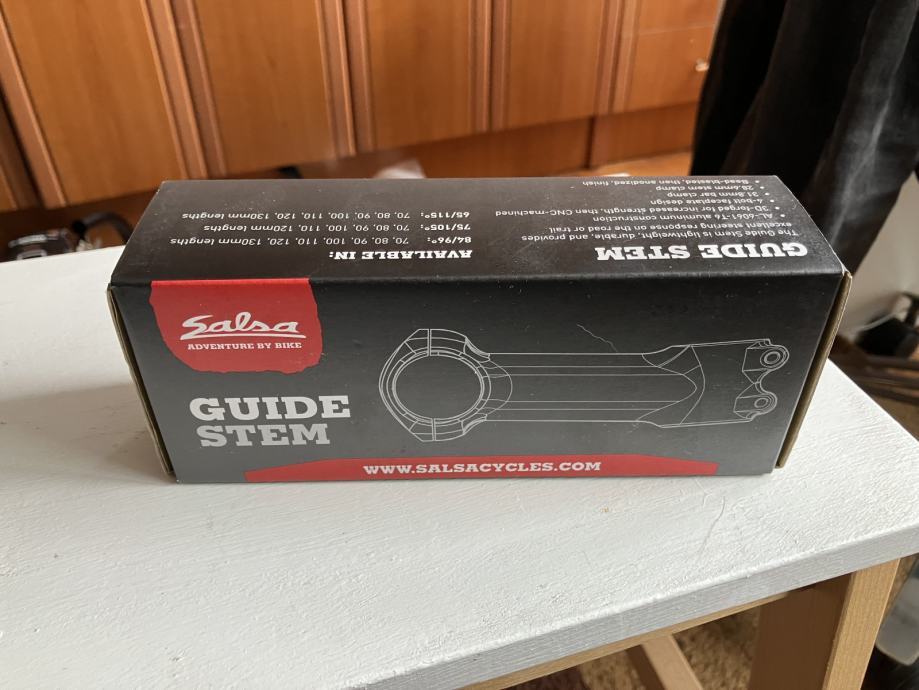 GUIDE STEM
The Guide Stem is lightweight, durable, and provides
excellent steering response on the road or trail.
• AL-6061-T6 aluminum construction
• 3D-forged for increased strength, then CNC-machined
• 4-bolt faceplate design
• 31.8mm bar clamp
• 28.6mm stem clamp
• Bead-blasted, then anodized, finish
AVAILABLE IN:
84/96°: 70, 80, 90, 100, 110, 120, 130mm lengths
75/105°: 70, 80, 90, 100, 110, 120mm lengths
65/115°: 70, 80, 90, 100, 110, 120, 130mm lengths
Salsa
ADVENTURE BY BIKE
GUIDE
STEM
WWW.SALSACYCLES.COM